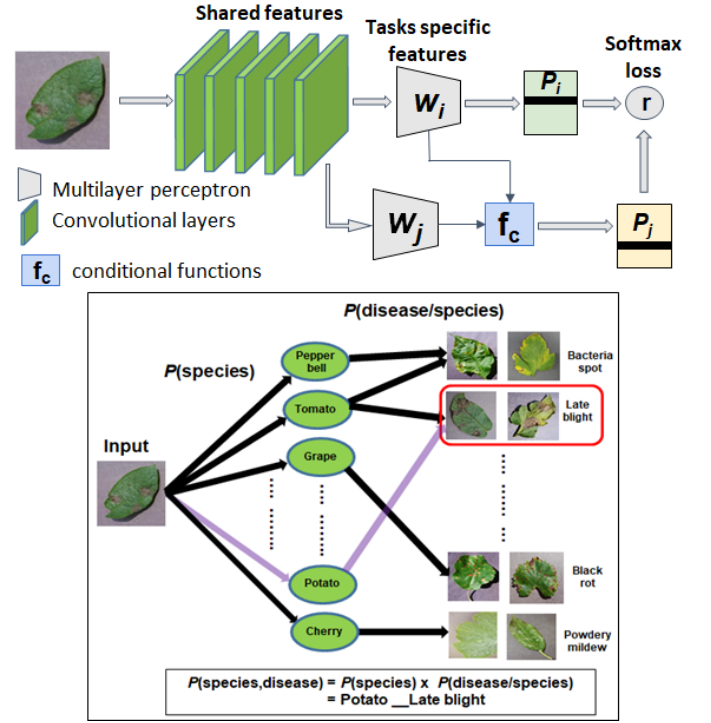 Shared features
Tasks specific
features
Softmax
loss
W_i
P_i
r
Multilayer perceptron
Convolutional layers
W_j
f_c
P_j
f_c conditional functions
P(disease/species)
P(species)
Pepper
bell
Bacteria
spot
Tomato
Late
blight
Input
Grape
Potato
Black
rot
Cherry
Powdery
mildew
P(species,disease) = P(species) x P(disease/species)
= Potato __Late blight